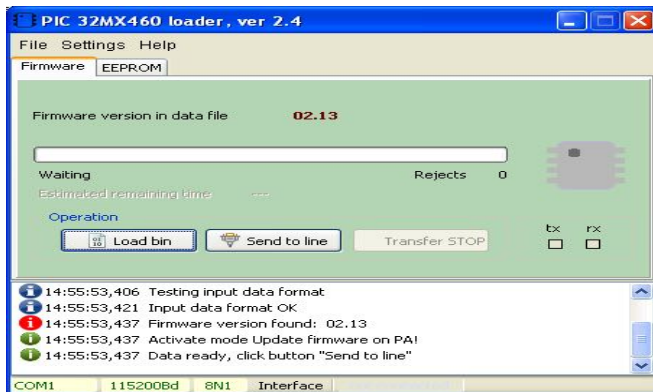 PIC 32MX460 loader, ver 2.4
File Settings Help
Firmware EEPROM
Firmware version in data file 02.13
Waiting Rejects 0
Estimated remaining time ---
Operation
Load bin Send to line Transfer STOP
tx rx
14:55:53,406 Testing input data format
14:55:53,421 Input data format OK
14:55:53,437 Firmware version found: 02.13
14:55:53,437 Activate mode Update firmware on PA!
14:55:53,437 Data ready, click button "Send to line"
COM1 115200Bd 8N1 Interface